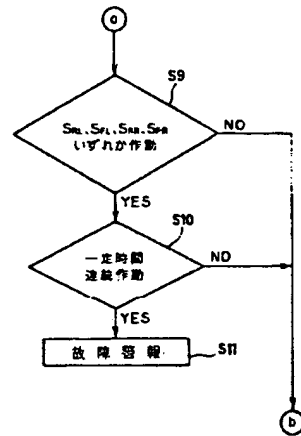 a
S9
SRL、SFL、SRR、SFR
いずれか作動
NO
YES
S10
一定時間
連続作動
NO
YES
故障警報
S11
b